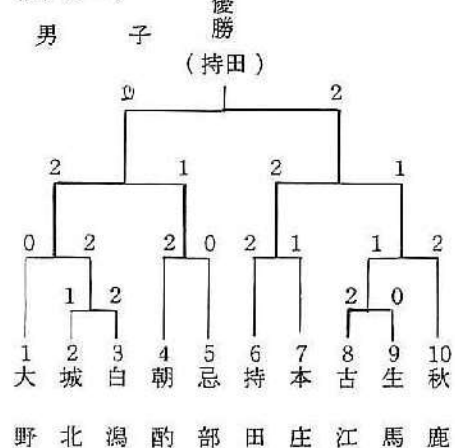 男　子
優勝
(持田)
0 2
2 1 2 1
0 2 2 0 2 1 1 2
1 2 2 0
1 2 3 4 5 6 7 8 9 10
大野 城北 白潟 朝酌 忌部 持田 本庄 古江 生馬 秋鹿